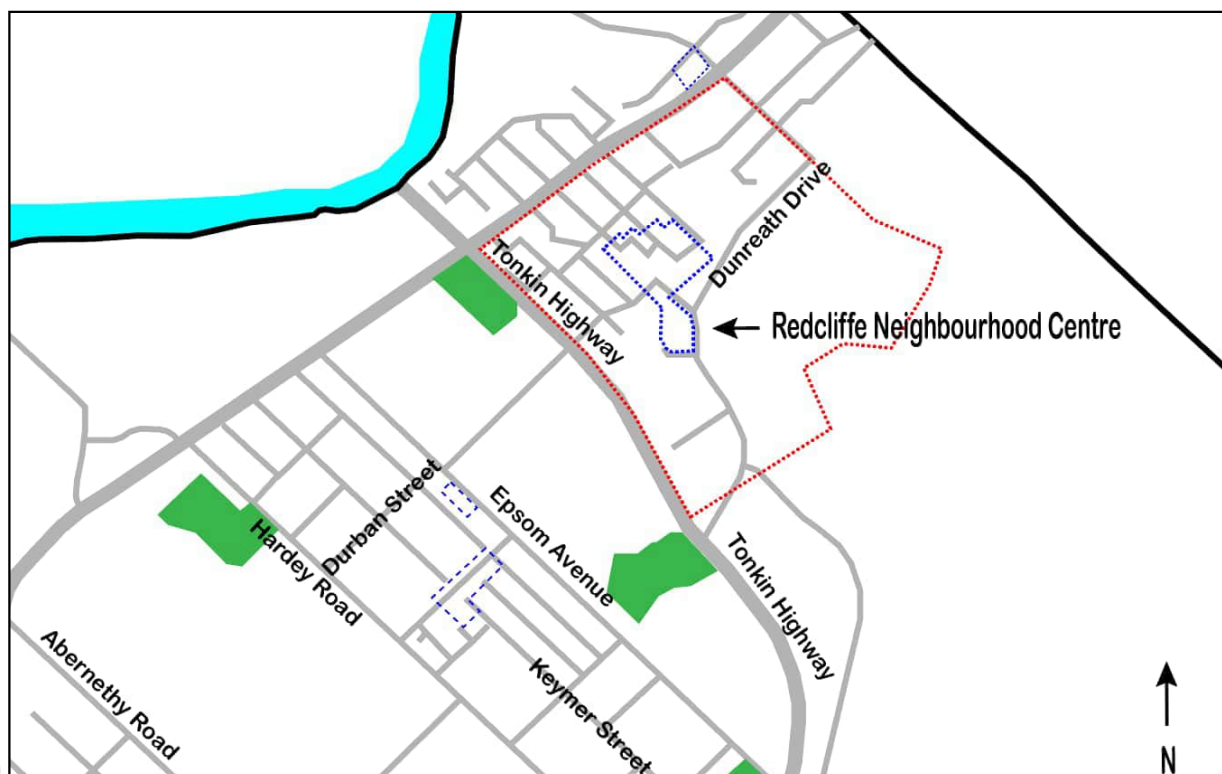 Dunreath Drive
Tonkin Highway
Redcliffe Neighbourhood Centre
Durban Street
Epsom Avenue
Hardey Road
Tonkin Highway
Abernethy Road
Keymer Street
N